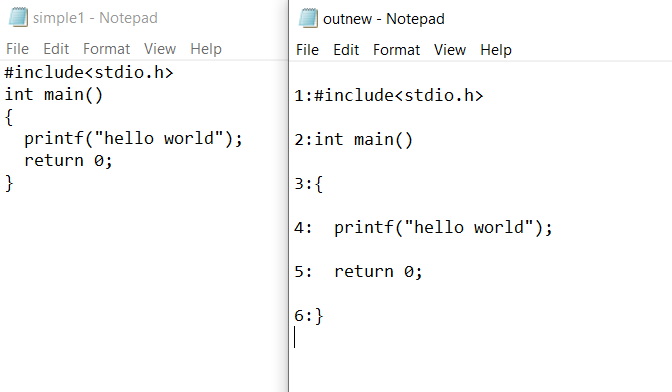 simple1 - Notepad
File Edit Format View Help
#include<stdio.h>
int main()
{
  printf("hello world");
  return 0;
}
outnew - Notepad
File Edit Format View Help
1:#include<stdio.h>
2:int main()
3:{
4:  printf("hello world");
5:  return 0;
6:}